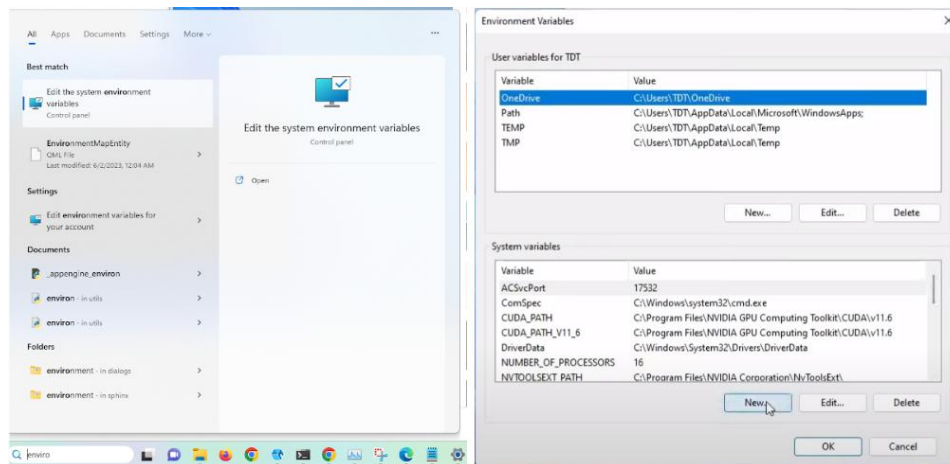 All Apps Documents Settings More
Best match
Edit the system environment
variables
Control panel
EnvironmentMapEntity
QML File
Last modified: 6/2/2023, 12:04 AM
Settings
Edit environment variables for
your account
Documents
_appengine_environ
environ - in utils
environ - in utils
Folders
environment - in dialogs
environment - in sphinx
Edit the system environment variables
Control panel
Open
enviro
Environment Variables
User variables for TDT
Variable Value
OneDrive C:\Users\TDT\OneDrive
Path C:\Users\TDT\AppData\Local\Microsoft\WindowsApps;
TEMP C:\Users\TDT\AppData\Local\Temp
TMP C:\Users\TDT\AppData\Local\Temp
New... Edit... Delete
System variables
Variable Value
ACSvcPort 17532
ComSpec C:\Windows\system32\cmd.exe
CUDA_PATH C:\Program Files\NVIDIA GPU Computing Toolkit\CUDA\v11.6
CUDA_PATH_V11_6 C:\Program Files\NVIDIA GPU Computing Toolkit\CUDA\v11.6
DriverData C:\Windows\System32\Drivers\DriverData
NUMBER_OF_PROCESSORS 16
NVTOOLSEXT_PATH C:\Program Files\NVIDIA Corporation\NvToolsExt\
New... Edit... Delete
OK Cancel